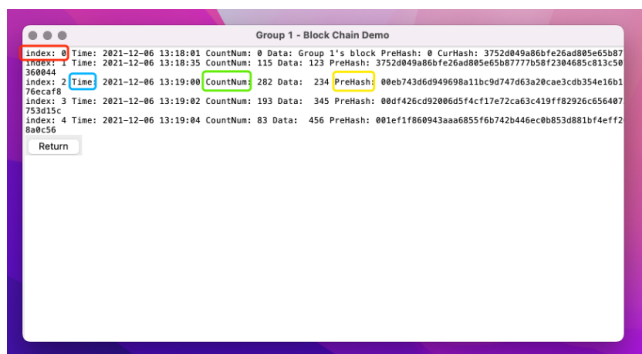 Group 1 - Block Chain Demo
index: 0 Time: 2021-12-06 13:18:01 CountNum: 0 Data: Group 1's block PreHash: 0 CurHash: 3752d049a86bfe26ad805e65b87
index: 1 Time: 2021-12-06 13:18:35 CountNum: 115 Data: 123 PreHash: 3752d049a86bfe26ad805e65b87777b58f2304685c813c50
360044
index: 2 Time: 2021-12-06 13:19:00 CountNum: 282 Data: 234 PreHash: 00eb743d6d949698a11bc9d747d63a20cae3cdb354e16b1
76ecaf8
index: 3 Time: 2021-12-06 13:19:02 CountNum: 193 Data: 345 PreHash: 00df426cd92006d5f4cf17e72ca63c419ff82926c656407
753d15c
index: 4 Time: 2021-12-06 13:19:04 CountNum: 83 Data: 456 PreHash: 001ef1f860943aaa6855f6b742b446ec0b853d881bf4eff2
8a0c56
Return